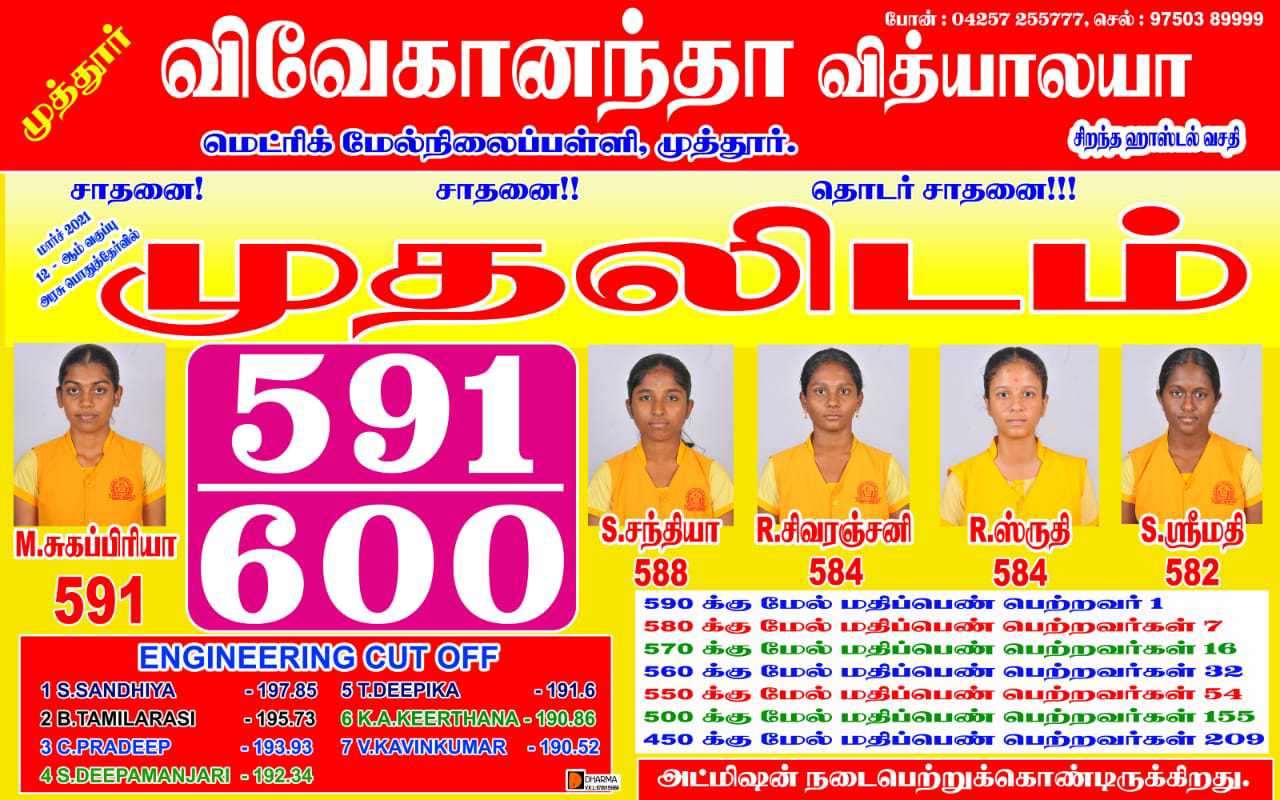 போன் : 04257 255777, செல் : 97503 89999
முத்தூர்
விவேகானந்தா வித்யாலயா
மெட்ரிக் மேல்நிலைப்பள்ளி, முத்தூர்.
சிறந்த ஹாஸ்டல் வசதி
சாதனை! சாதனை!! தொடர் சாதனை!!!
மார்ச் 2021
12 - ஆம் வகுப்பு
அரசு பொதுத்தேர்வில்
முதலிடம்
591
600
M.சுகப்பிரியா
591
S.சந்தியா
588
R.சிவரஞ்சனி
584
R.ஸ்ருதி
584
S.ஸ்ரீமதி
582
590 க்கு மேல் மதிப்பெண் பெற்றவர் 1
580 க்கு மேல் மதிப்பெண் பெற்றவர்கள் 7
570 க்கு மேல் மதிப்பெண் பெற்றவர்கள் 16
560 க்கு மேல் மதிப்பெண் பெற்றவர்கள் 32
550 க்கு மேல் மதிப்பெண் பெற்றவர்கள் 54
500 க்கு மேல் மதிப்பெண் பெற்றவர்கள் 155
450 க்கு மேல் மதிப்பெண் பெற்றவர்கள் 209
ENGINEERING CUT OFF
1 S.SANDHIYA - 197.85
2 B.TAMILARASI - 195.73
3 C.PRADEEP - 193.93
4 S.DEEPAMANJARI - 192.34
5 T.DEEPIKA - 191.6
6 K.A.KEERTHANA - 190.86
7 V.KAVINKUMAR - 190.52
DHARMA
அட்மிஷன் நடைபெற்றுக்கொண்டிருக்கிறது.